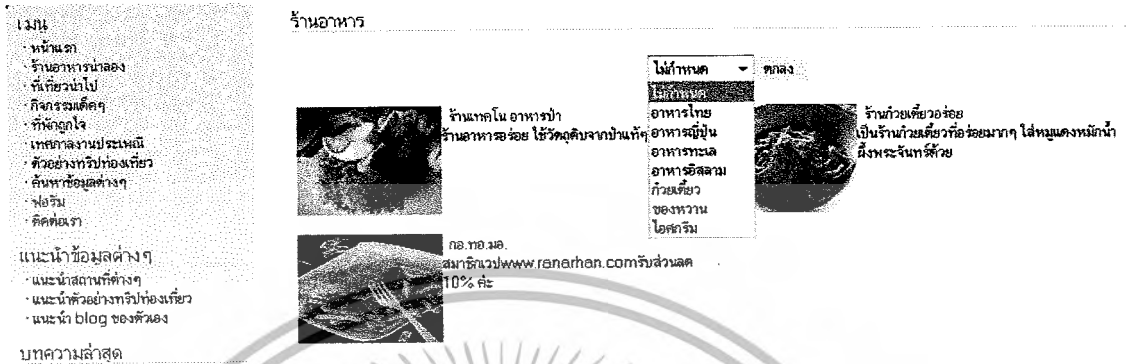 เมนู
· หน้าแรก
· ร้านอาหารน่าลอง
· ที่เที่ยวน่าไป
· กิจกรรมเด็ดๆ
· ที่พักถูกใจ
· เทศกาลงานประเพณี
· ตัวอย่างทริปท่องเที่ยว
· ค้นหาข้อมูลต่างๆ
· ฟอรั่ม
· ติดต่อเรา
แนะนำข้อมูลต่างๆ
· แนะนำสถานที่ต่างๆ
· แนะนำตัวอย่างทริปท่องเที่ยว
· แนะนำ blog ของตัวเอง
บทความล่าสุด
ร้านอาหาร
ไม่กำหนด ตกลง
ไม่กำหนด
อาหารไทย
อาหารญี่ปุ่น
อาหารทะเล
อาหารอิสลาม
ก๋วยเตี๋ยว
ของหวาน
ไอศกรีม
ร้านเทคโน อาหารป่า
ร้านอาหารอร่อย ใช้วัตถุดิบจากป่าแท้ๆ
ร้านก๋วยเตี๋ยวอร่อย
เป็นร้านก๋วยเตี๋ยวที่อร่อยมากๆ ใส่หมูแดงหมักน้ำ
ผึ้งพระจันทร์ด้วย
กอ.ทอ.มอ.
สมาชิกเวปwww.ranarhan.comรับส่วนลด
10% ค่ะ